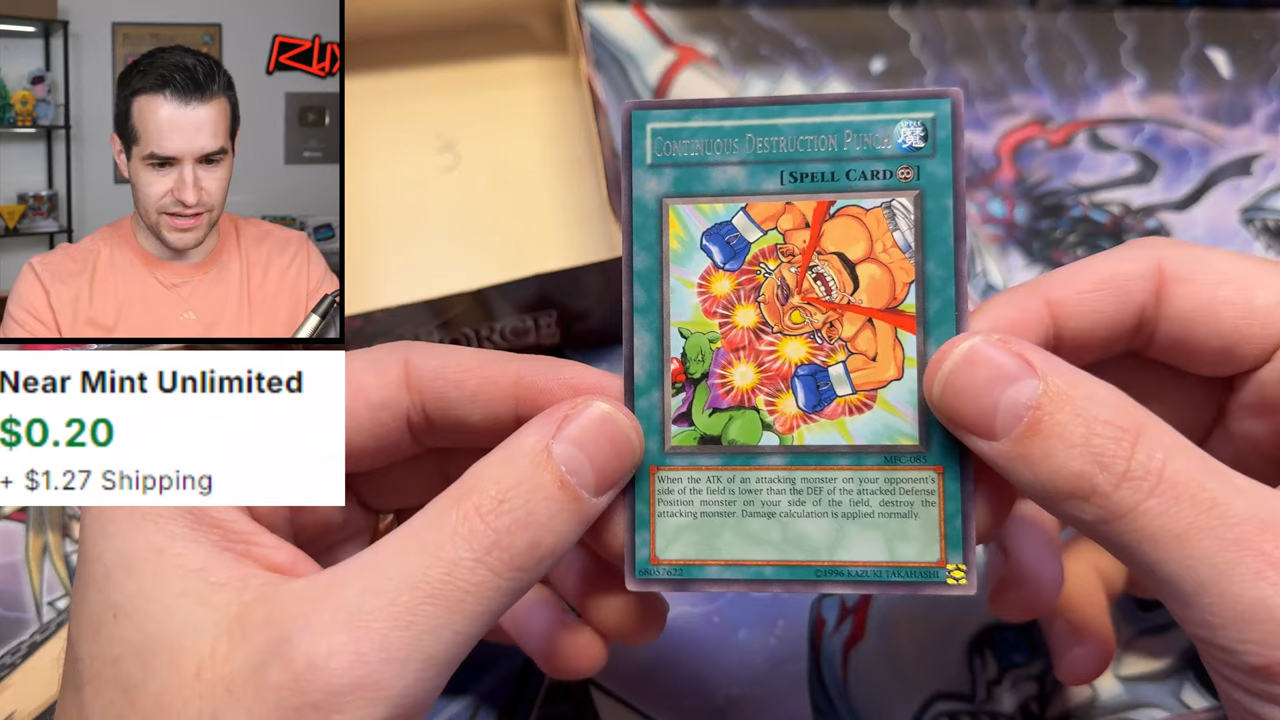 Near Mint Unlimited
$0.20
+ $1.27 Shipping
CONTINUOUS DESTRUCTION PUNCH
SPELL
[SPELL CARD]
MFC-085
When the ATK of an attacking monster on your opponent's
side of the field is lower than the DEF of the attacked Defense
Position monster on your side of the field, destroy the
attacking monster. Damage calculation is applied normally.
68057622
©1996 KAZUKI TAKAHASHI